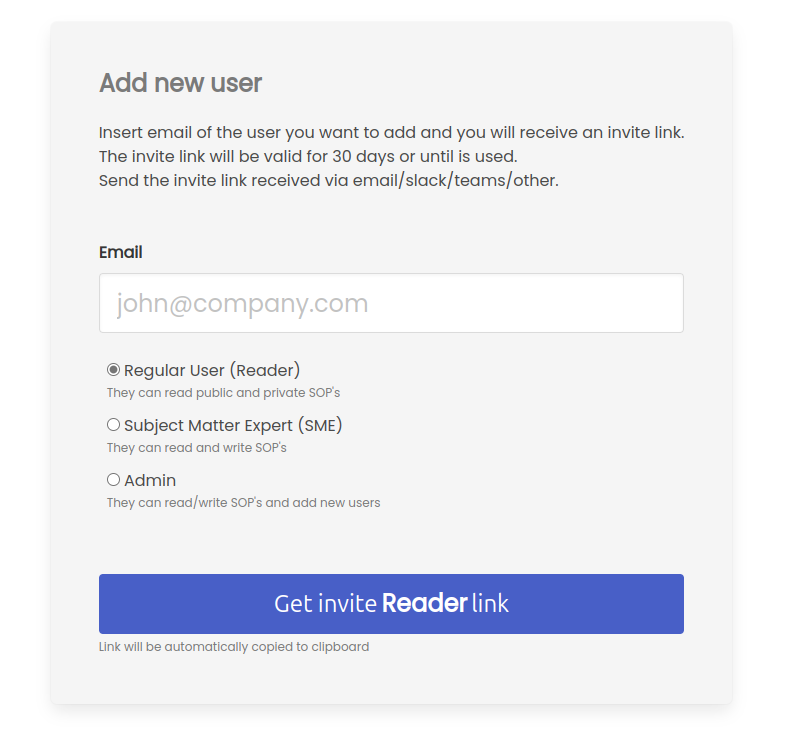 Add new user
Insert email of the user you want to add and you will receive an invite link.
The invite link will be valid for 30 days or until is used.
Send the invite link received via email/slack/teams/other.
Email
john@company.com
Regular User (Reader)
They can read public and private SOP's
Subject Matter Expert (SME)
They can read and write SOP's
Admin
They can read/write SOP's and add new users
Get invite Reader link
Link will be automatically copied to clipboard